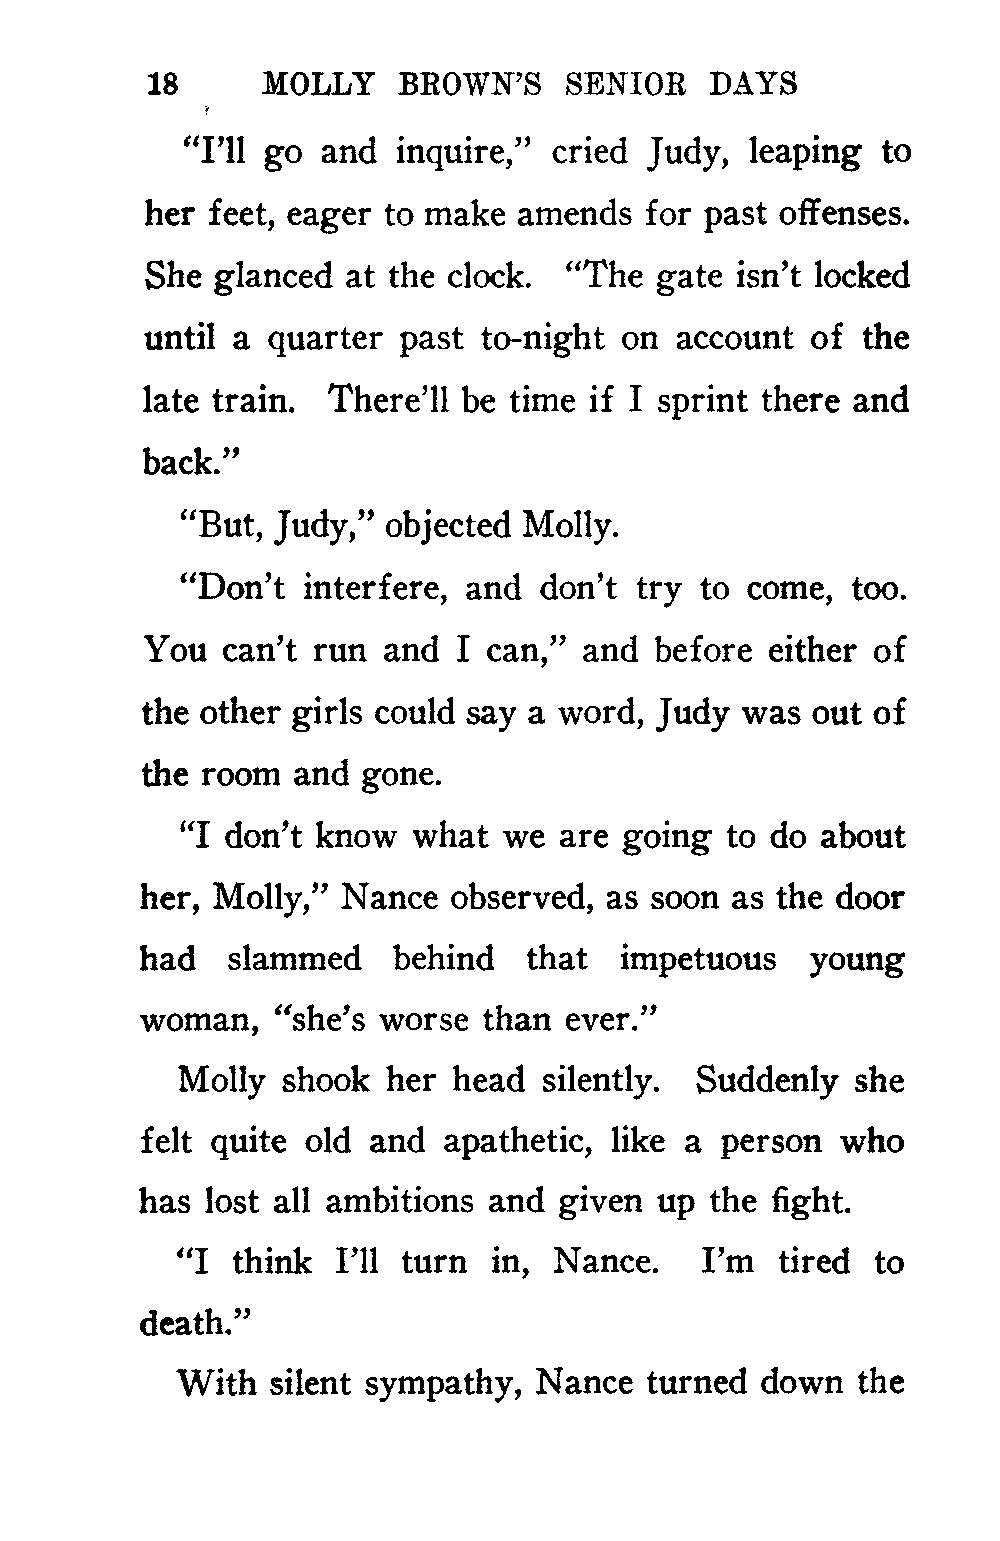 18 MOLLY BROWN'S SENIOR DAYS
"I'll go and inquire," cried Judy, leaping to
her feet, eager to make amends for past offenses.
She glanced at the clock. "The gate isn't locked
until a quarter past to-night on account of the
late train. There'll be time if I sprint there and
back."
"But, Judy," objected Molly.
"Don't interfere, and don't try to come, too.
You can't run and I can," and before either of
the other girls could say a word, Judy was out of
the room and gone.
"I don't know what we are going to do about
her, Molly," Nance observed, as soon as the door
had slammed behind that impetuous young
woman, "she's worse than ever."
Molly shook her head silently. Suddenly she
felt quite old and apathetic, like a person who
has lost all ambitions and given up the fight.
"I think I'll turn in, Nance. I'm tired to
death."
With silent sympathy, Nance turned down the